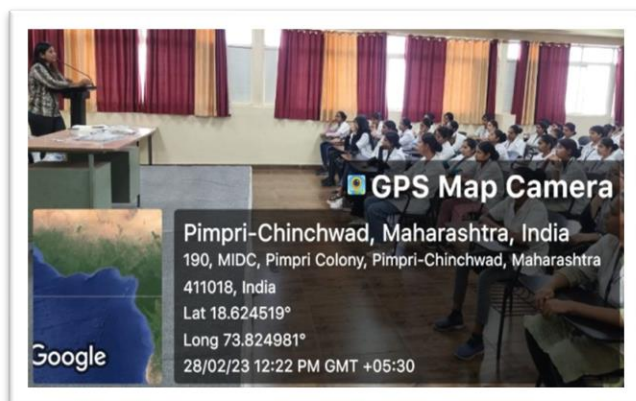 GPS Map Camera
Pimpri-Chinchwad, Maharashtra, India
190, MIDC, Pimpri Colony, Pimpri-Chinchwad, Maharashtra
411018, India
Lat 18.624519°
Long 73.824981°
28/02/23 12:22 PM GMT +05:30
Google